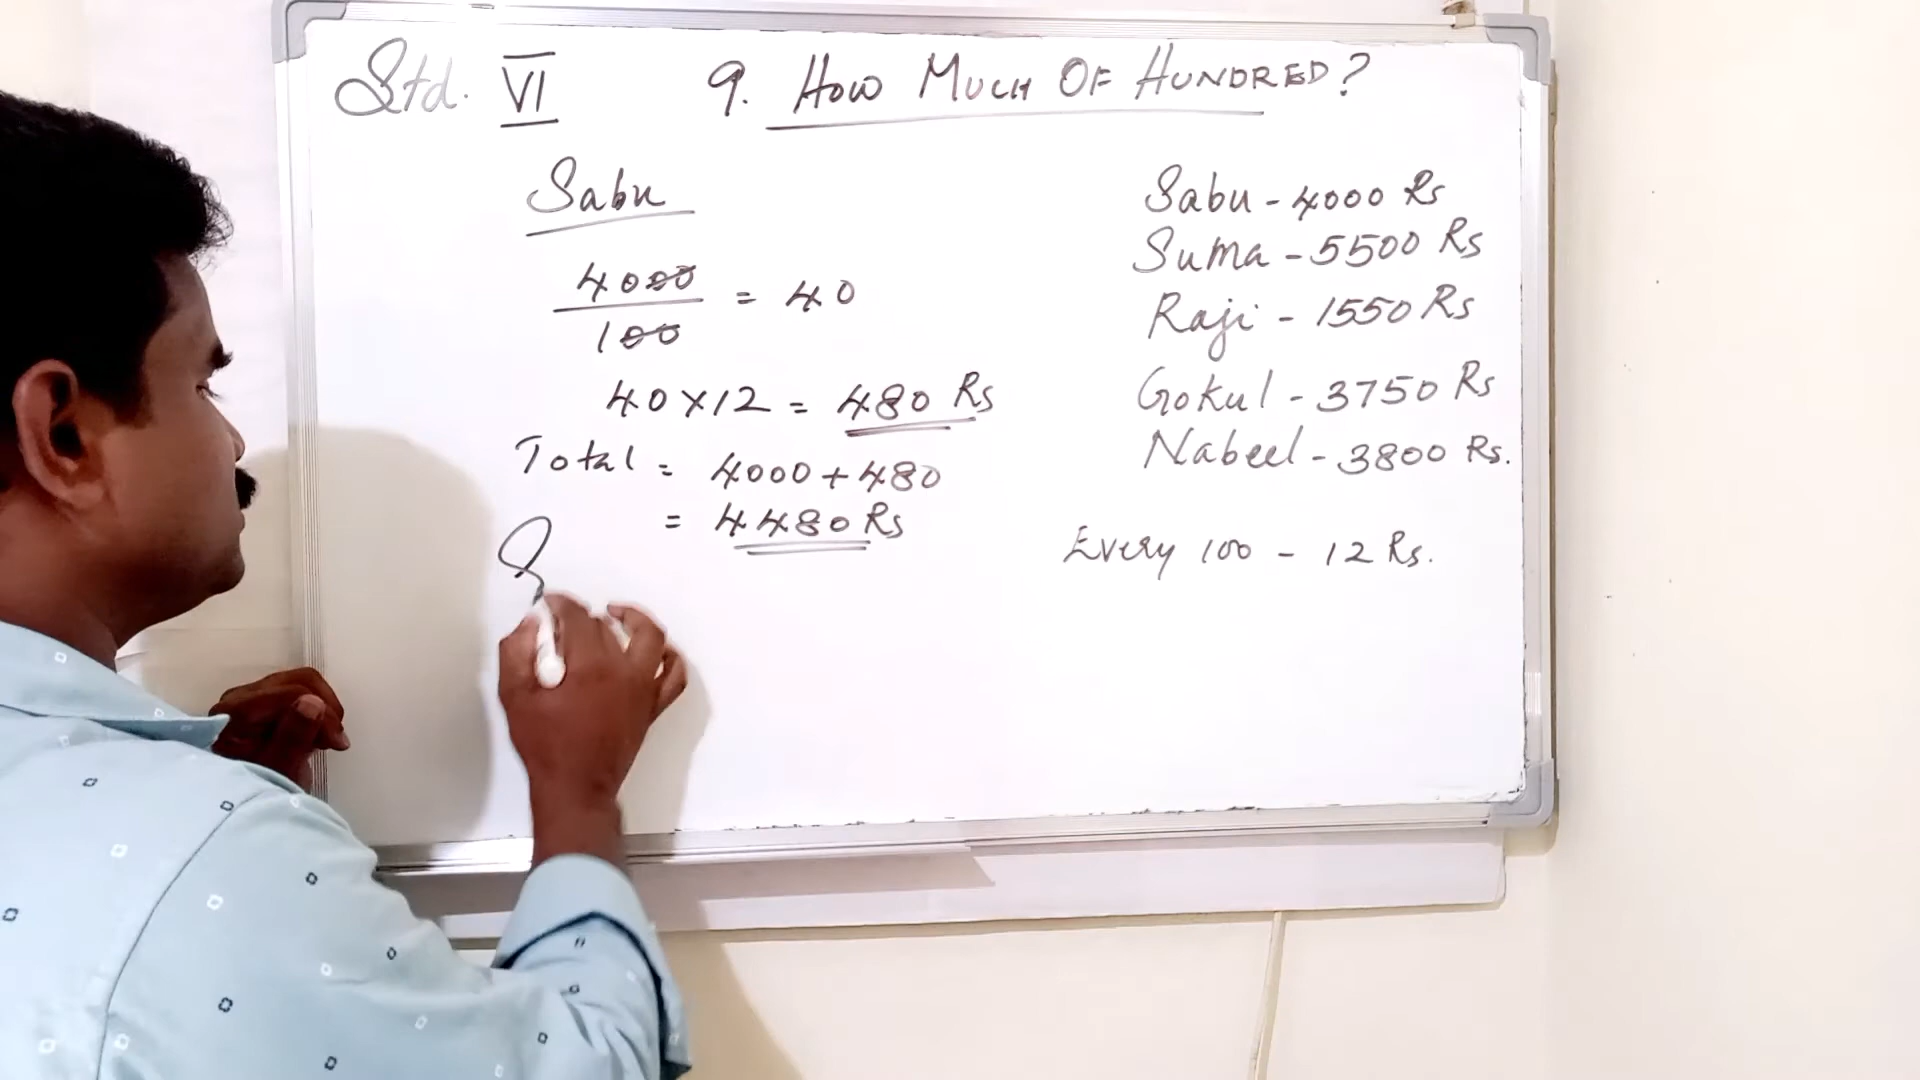 Std. VI 9. How Much Of Hundred?
Sabu
4000
100
= 40
40 × 12 = 480 Rs
Total = 4000 + 480
= 4480 Rs
S
Sabu - 4000 Rs
Suma - 5500 Rs
Raji - 1550 Rs
Gokul - 3750 Rs
Nabeel - 3800 Rs.
Every 100 - 12 Rs.